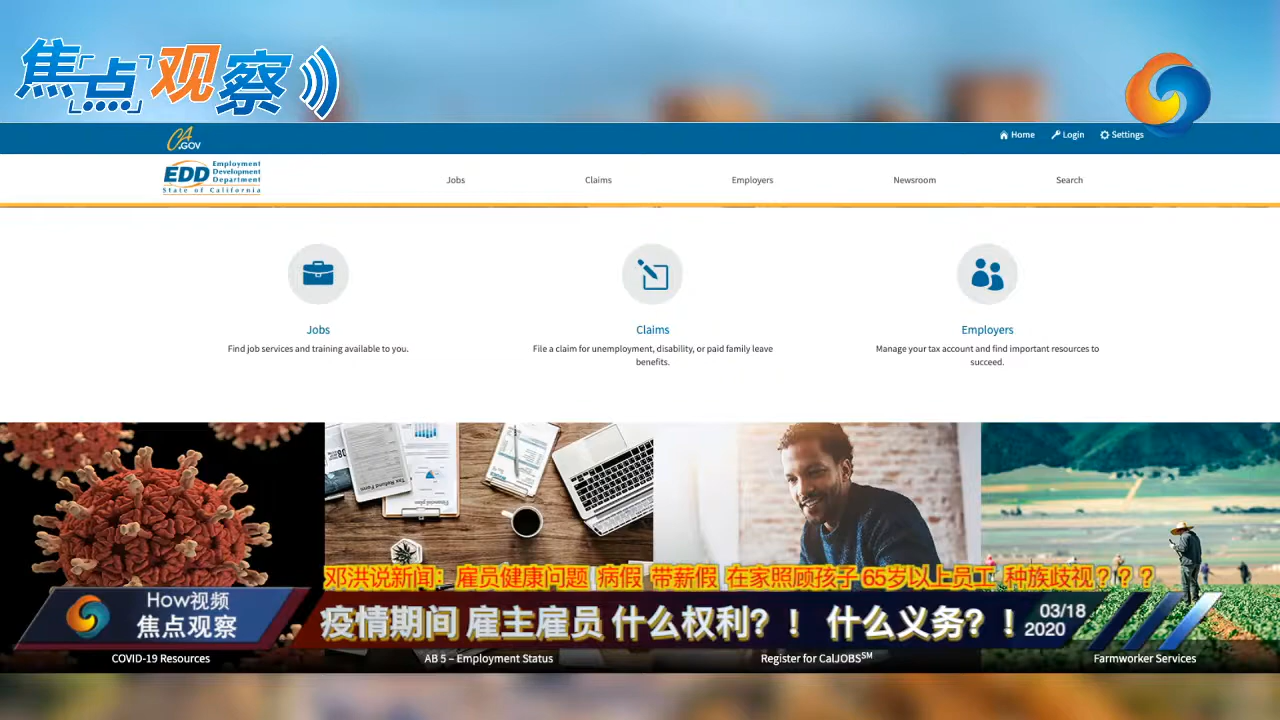 焦点观察
CA.GOV
Home Login Settings
EDD Employment
Development
Department
State of California
Jobs Claims Employers Newsroom Search
Jobs
Find job services and training available to you.
Claims
File a claim for unemployment, disability, or paid family leave
benefits.
Employers
Manage your tax account and find important resources to
succeed.
Tax Refund Form
Financial plan
邓洪说新闻：雇员健康问题 病假 带薪假 在家照顾孩子 65岁以上员工 种族歧视？？？
How视频
焦点观察
疫情期间 雇主雇员 什么权利？！ 什么义务？！
03/18
2020
COVID-19 Resources
AB 5 – Employment Status
Register for CalJOBS℠
Farmworker Services